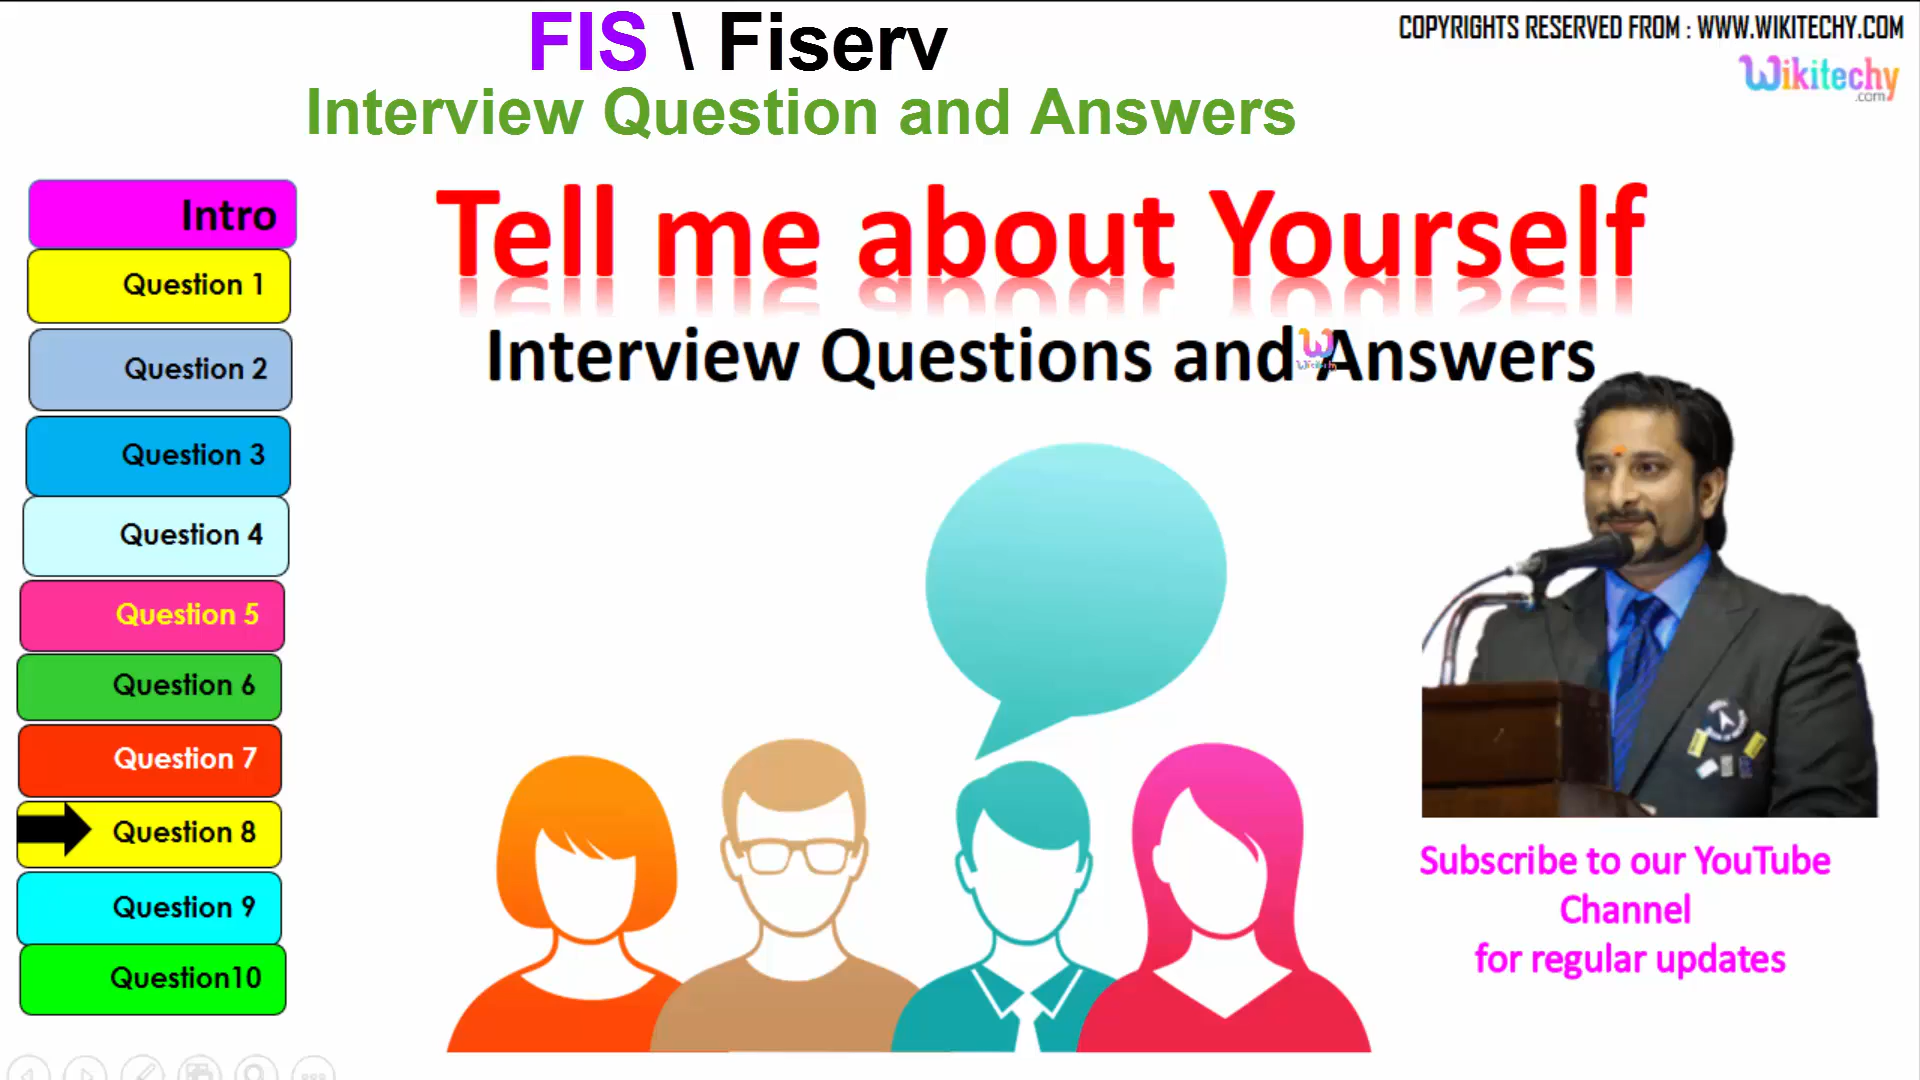 FIS \ Fiserv
Interview Question and Answers
COPYRIGHTS RESERVED FROM : WWW.WIKITECHY.COM
Wikitechy
.com
Intro
Question 1
Question 2
Question 3
Question 4
Question 5
Question 6
Question 7
Question 8
Question 9
Question10
Tell me about Yourself
Interview Questions and Answers
W
Wikitechy
Subscribe to our YouTube
Channel
for regular updates